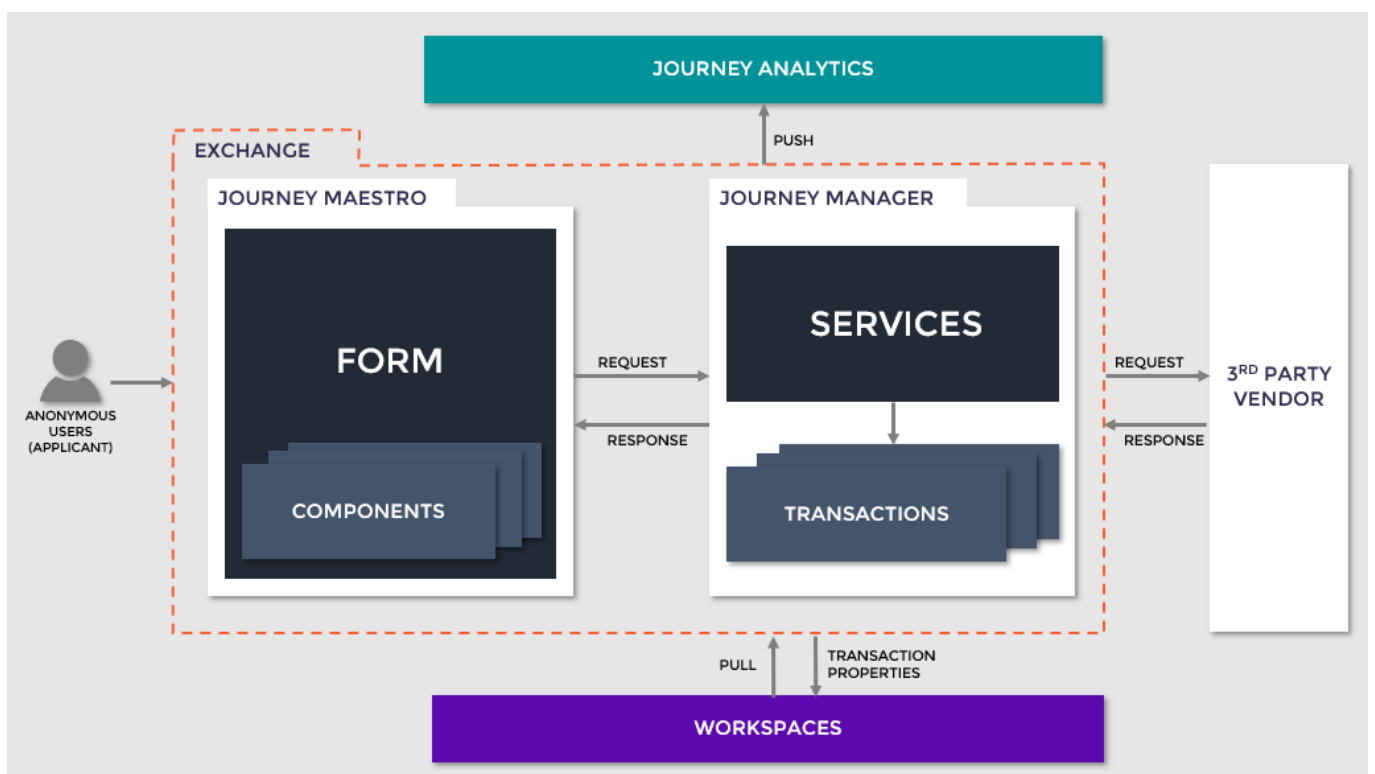 JOURNEY ANALYTICS
PUSH
EXCHANGE
JOURNEY MAESTRO
JOURNEY MANAGER
FORM
COMPONENTS
SERVICES
TRANSACTIONS
REQUEST
RESPONSE
REQUEST
RESPONSE
3RD PARTY
VENDOR
ANONYMOUS
USERS
(APPLICANT)
PULL
TRANSACTION
PROPERTIES
WORKSPACES